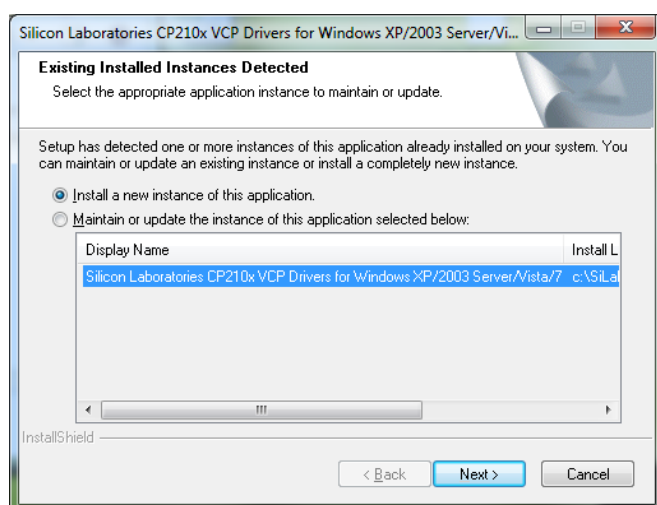 Silicon Laboratories CP210x VCP Drivers for Windows XP/2003 Server/Vi...
Existing Installed Instances Detected
Select the appropriate application instance to maintain or update.
Setup has detected one or more instances of this application already installed on your system. You
can maintain or update an existing instance or install a completely new instance.
Install a new instance of this application.
Maintain or update the instance of this application selected below:
Display Name Install L
Silicon Laboratories CP210x VCP Drivers for Windows XP/2003 Server/Vista/7 c:\SiLa
InstallShield
< Back Next > Cancel